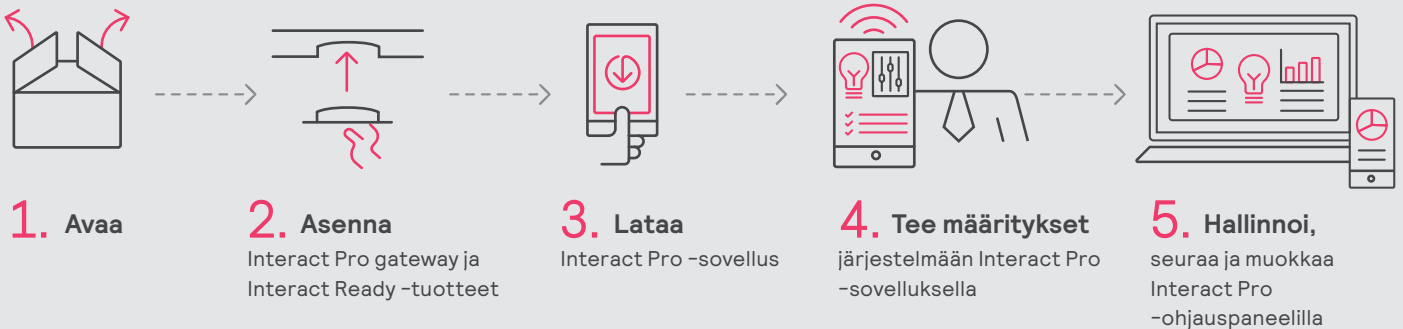 1. Avaa
2. Asenna
Interact Pro gateway ja
Interact Ready -tuotteet
3. Lataa
Interact Pro -sovellus
4. Tee määritykset
järjestelmään Interact Pro
-sovelluksella
5. Hallinnoi,
seuraa ja muokkaa
Interact Pro
-ohjauspaneelilla